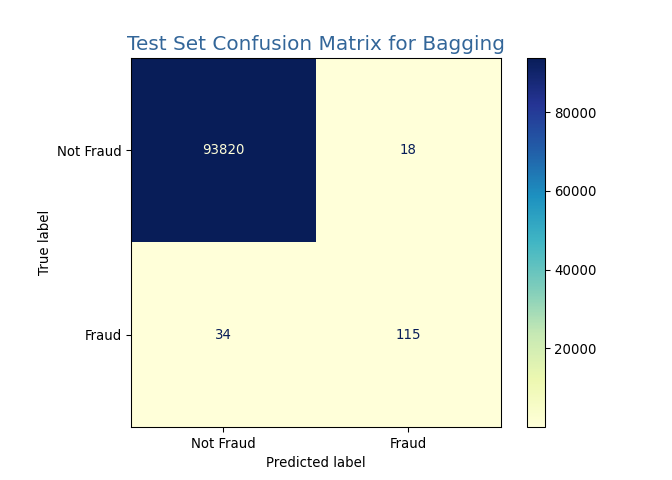 Test Set Confusion Matrix for Bagging
True label
Not Fraud
93820
18
Fraud
34
115
Not Fraud
Fraud
Predicted label
80000
60000
40000
20000